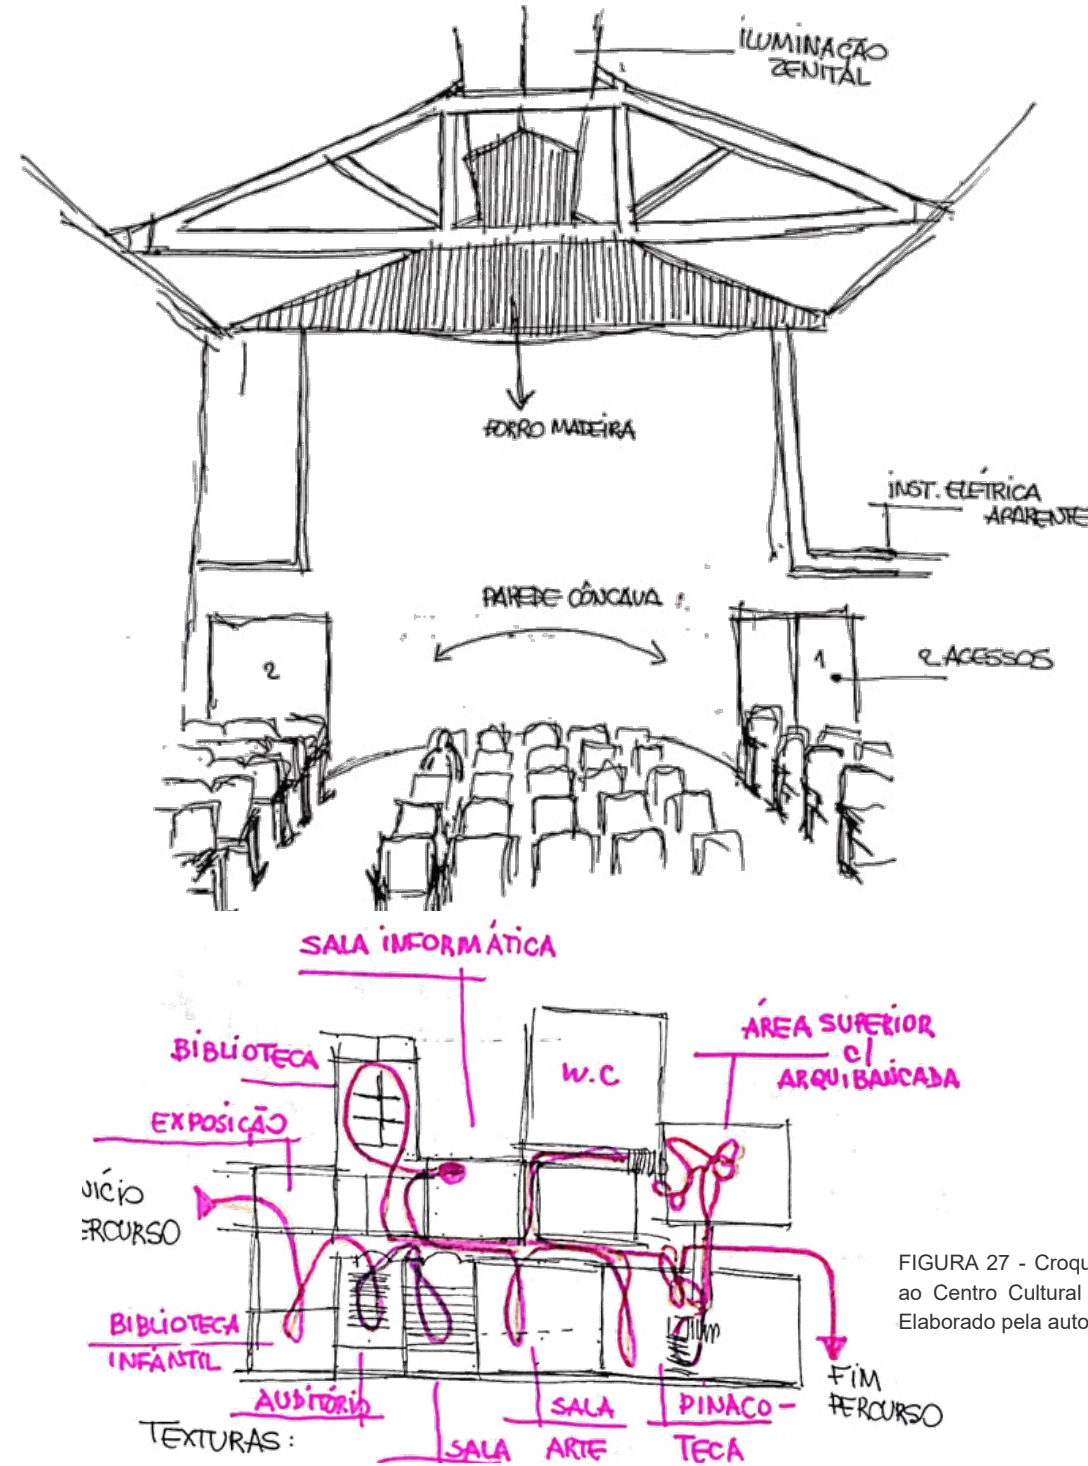 ILUMINAÇÃO
ZENITAL
FORRO MADEIRA
INST. ELÉTRICA
APARENTE
PAREDE CÔNCAVA
2
1
2 ACESSOS
SALA INFORMÁTICA
BIBLIOTECA
W.C
ÁREA SUPERIOR
C/
ARQUIBANCADA
EXPOSIÇÃO
NICIO
ERCURSO
FIGURA 27 - Croqu
ao Centro Cultural
Elaborado pela auto
BIBLIOTECA
INFANTIL
FIM
PERCURSO
AUDITÓRIO
SALA
ARTE
PINACO-
TECA
TEXTURAS:
SALA